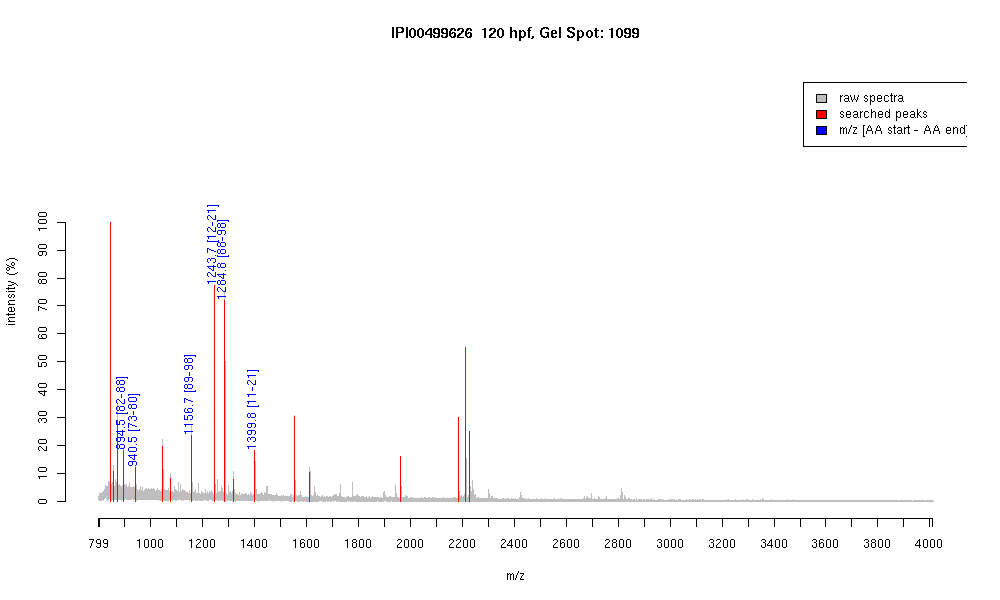 IPI00499626 120 hpf, Gel Spot: 1099
raw spectra
searched peaks
m/z [AA start - AA end]
intensity (%)
100
90
80
70
60
50
40
30
20
10
0
894.5 [82-88]
940.5 [73-80]
1156.7 [89-98]
1243.7 [12-21]
1284.8 [88-98]
1399.8 [11-21]
799 1000 1200 1400 1600 1800 2000 2200 2400 2600 2800 3000 3200 3400 3600 3800 4000
m/z